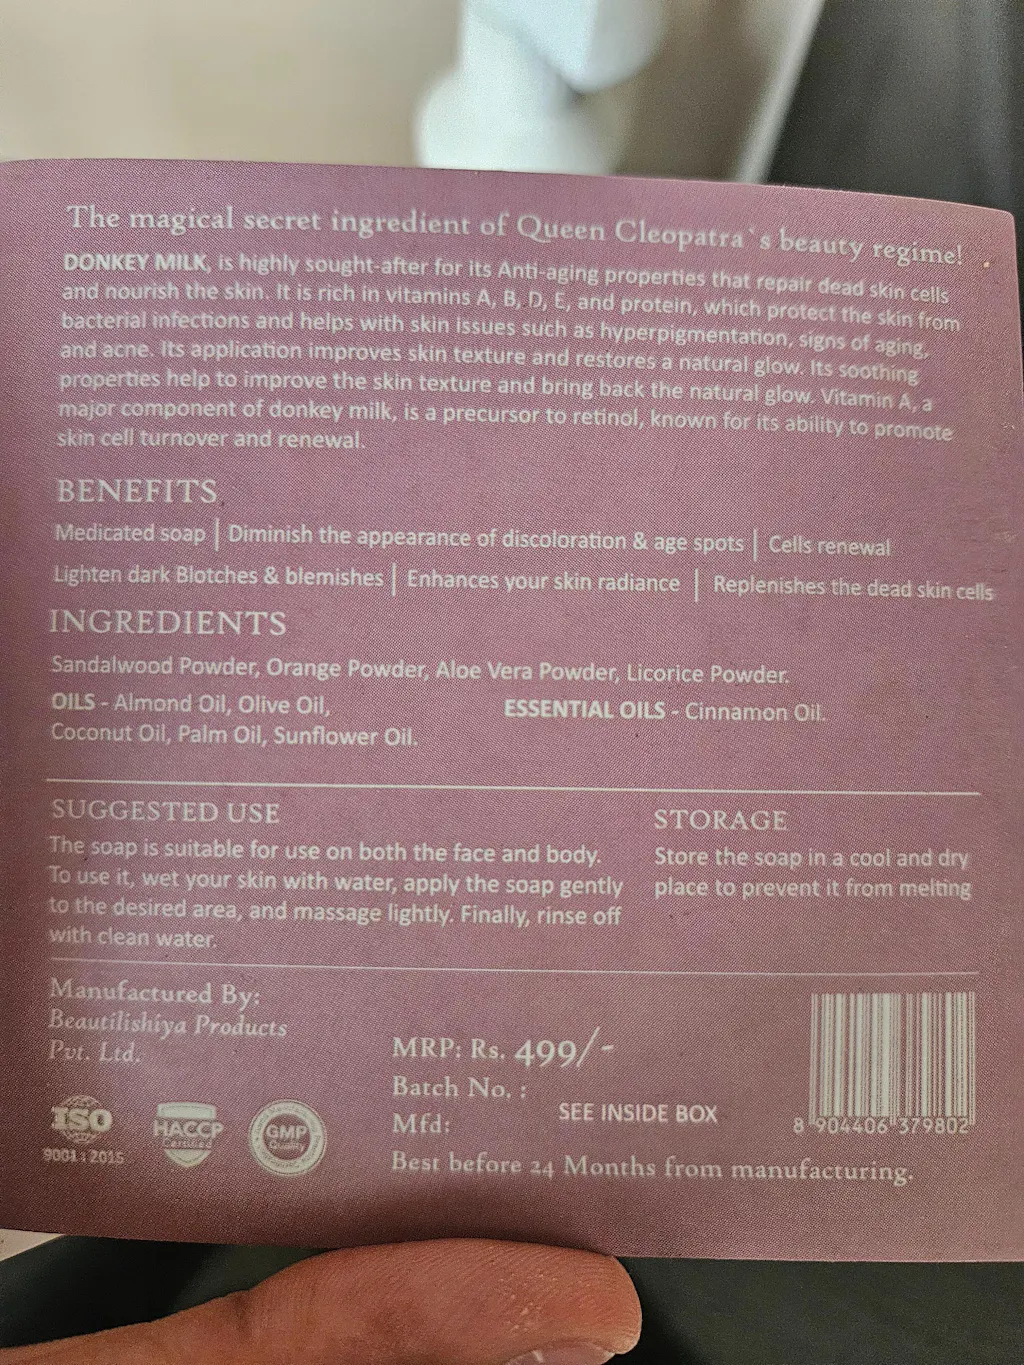 The magical secret ingredient of Queen Cleopatra`s beauty regime!
DONKEY MILK, is highly sought-after for its Anti-aging properties that repair dead skin cells
and nourish the skin. It is rich in vitamins A, B, D, E, and protein, which protect the skin from
bacterial infections and helps with skin issues such as hyperpigmentation, signs of aging,
and acne. Its application improves skin texture and restores a natural glow. Its soothing
properties help to improve the skin texture and bring back the natural glow. Vitamin A, a
major component of donkey milk, is a precursor to retinol, known for its ability to promote
skin cell turnover and renewal.
BENEFITS
Medicated soap | Diminish the appearance of discoloration & age spots | Cells renewal
Lighten dark Blotches & blemishes | Enhances your skin radiance | Replenishes the dead skin cells
INGREDIENTS
Sandalwood Powder, Orange Powder, Aloe Vera Powder, Licorice Powder.
OILS - Almond Oil, Olive Oil,
Coconut Oil, Palm Oil, Sunflower Oil.
ESSENTIAL OILS - Cinnamon Oil.
SUGGESTED USE
The soap is suitable for use on both the face and body.
To use it, wet your skin with water, apply the soap gently
to the desired area, and massage lightly. Finally, rinse off
with clean water.
STORAGE
Store the soap in a cool and dry
place to prevent it from melting
Manufactured By:
Beautilishiya Products
Pvt. Ltd.
ISO
9001:2015
HACCP
Certified
GMP
Quality
MRP: Rs. 499/-
Batch No. :
Mfd:
SEE INSIDE BOX
Best before 24 Months from manufacturing.
8 904406 379802